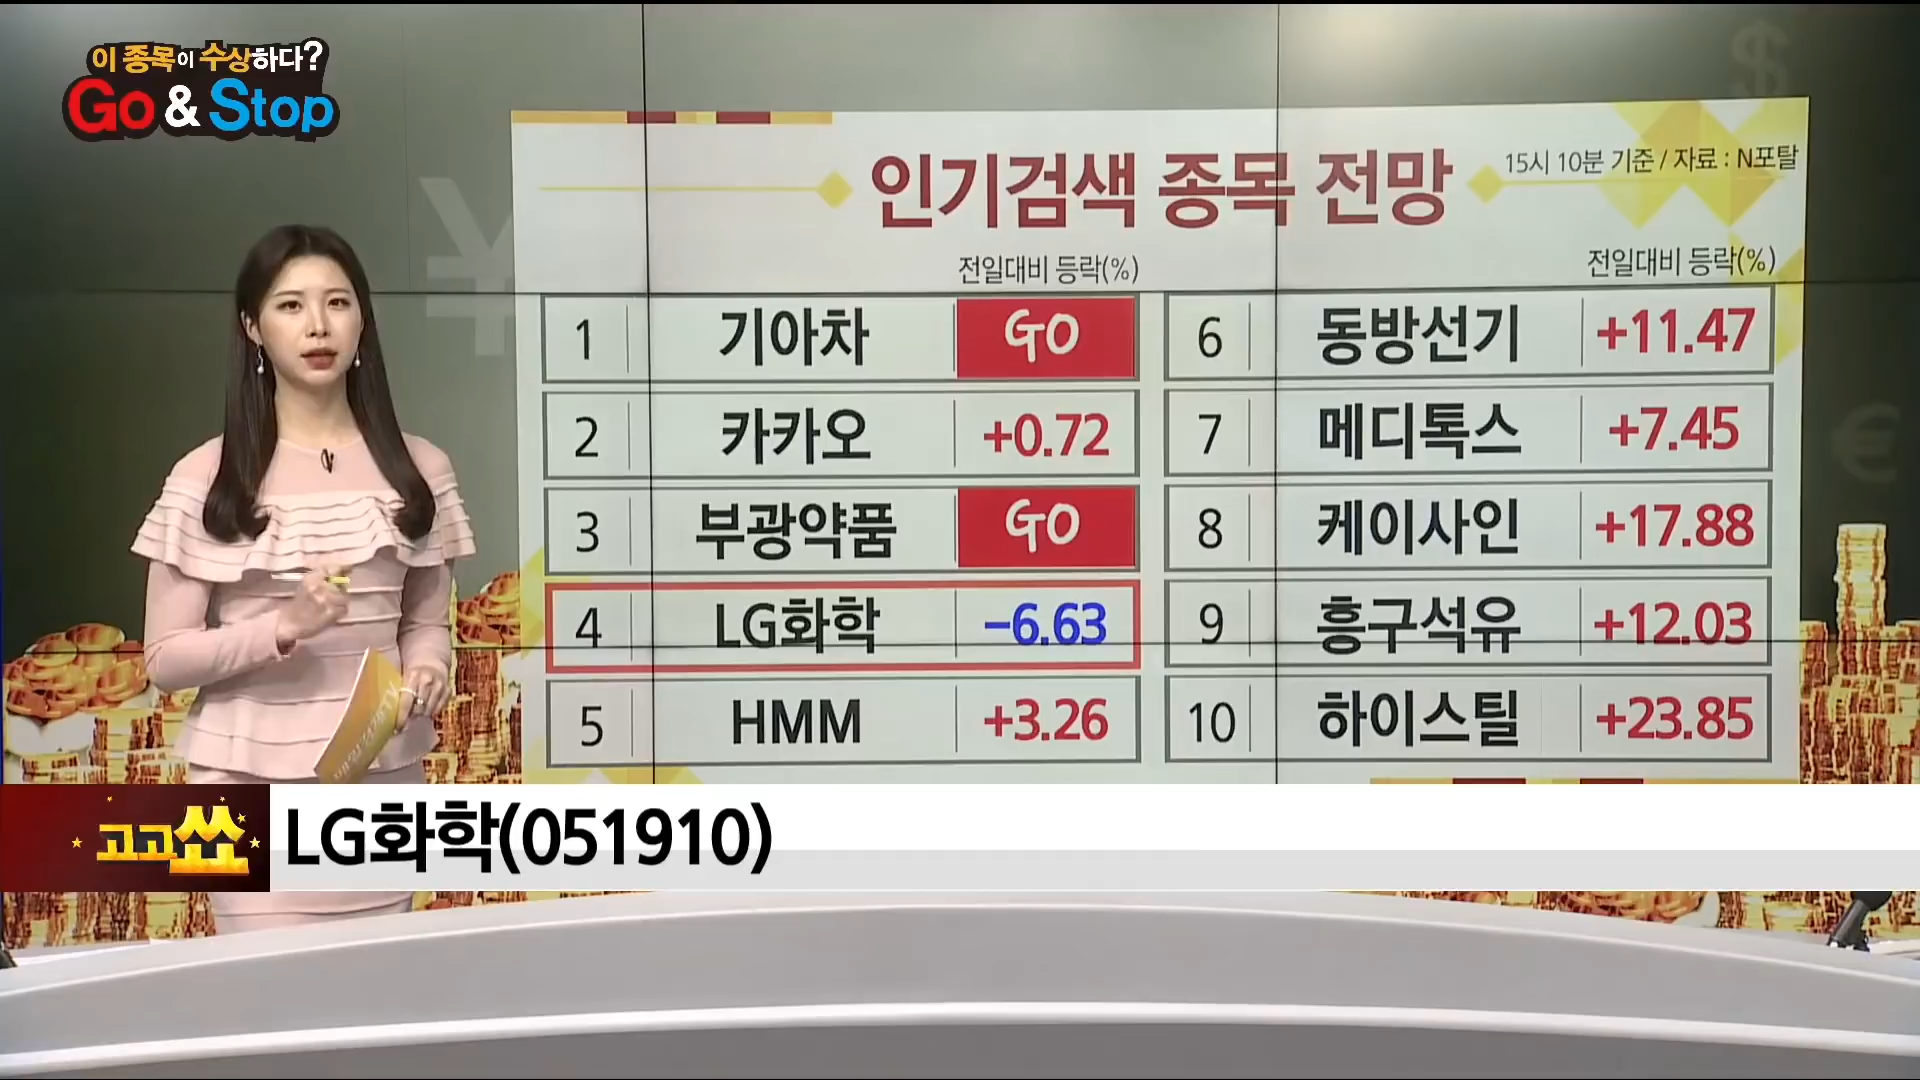 이 종목이 수상하다?
Go & Stop
인기검색 종목 전망
15시 10분 기준 / 자료 : N포탈
전일대비 등락(%)
전일대비 등락(%)
1 기아차 GO
2 카카오 +0.72
3 부광약품 GO
4 LG화학 -6.63
5 HMM +3.26
6 동방선기 +11.47
7 메디톡스 +7.45
8 케이사인 +17.88
9 흥구석유 +12.03
10 하이스틸 +23.85
매일경제TV
고고쑈 LG화학(051910)